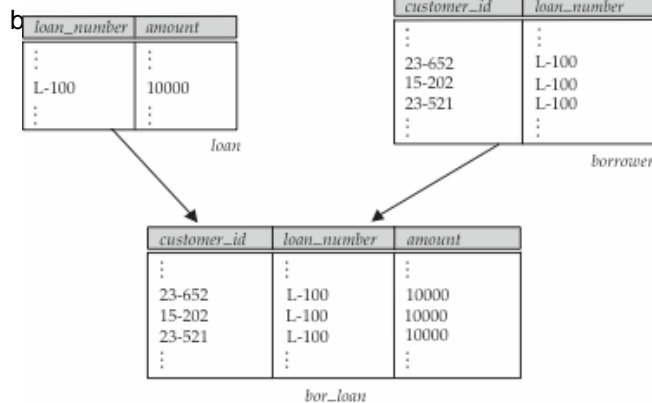 b
loan_number amount
⋮ ⋮
L-100 10000
⋮ ⋮
loan
customer_id loan_number
⋮ ⋮
23-652 L-100
15-202 L-100
23-521 L-100
⋮ ⋮
borrower
customer_id loan_number amount
⋮ ⋮ ⋮
23-652 L-100 10000
15-202 L-100 10000
23-521 L-100 10000
⋮ ⋮ ⋮
bor_loan